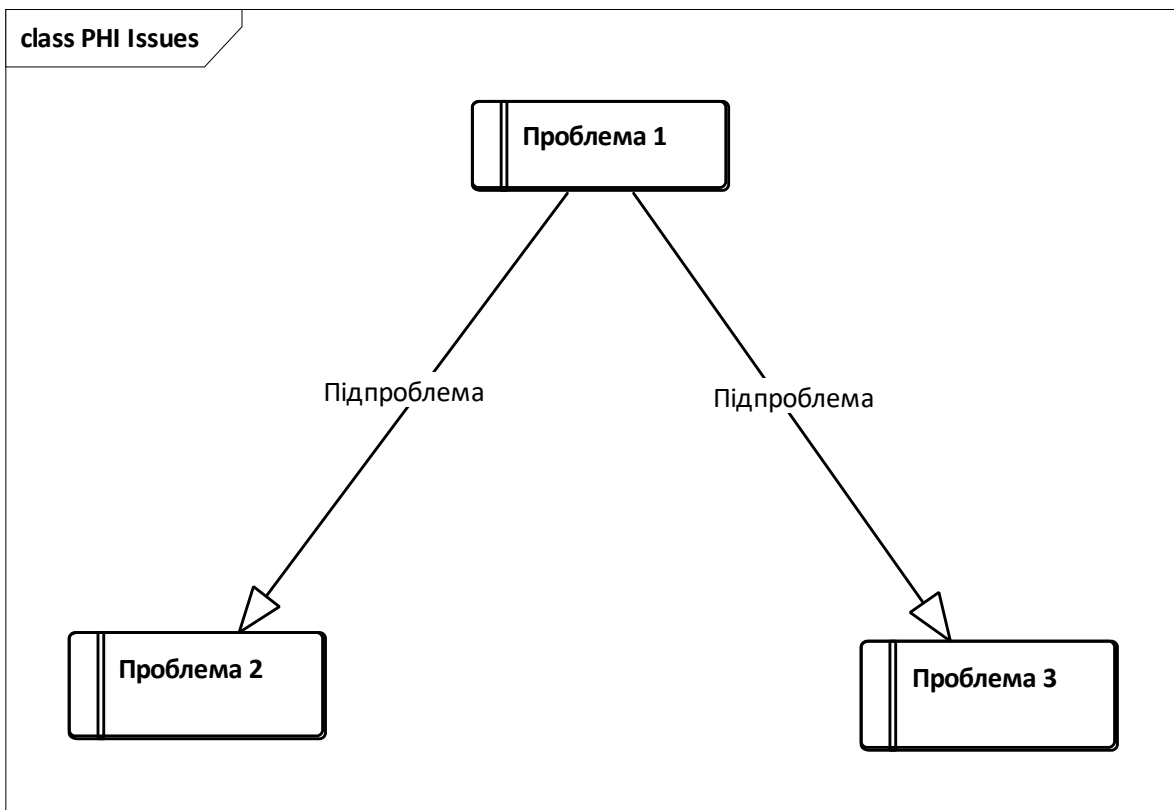 class PHI Issues
Проблема 1
Підпроблема
Підпроблема
Проблема 2
Проблема 3